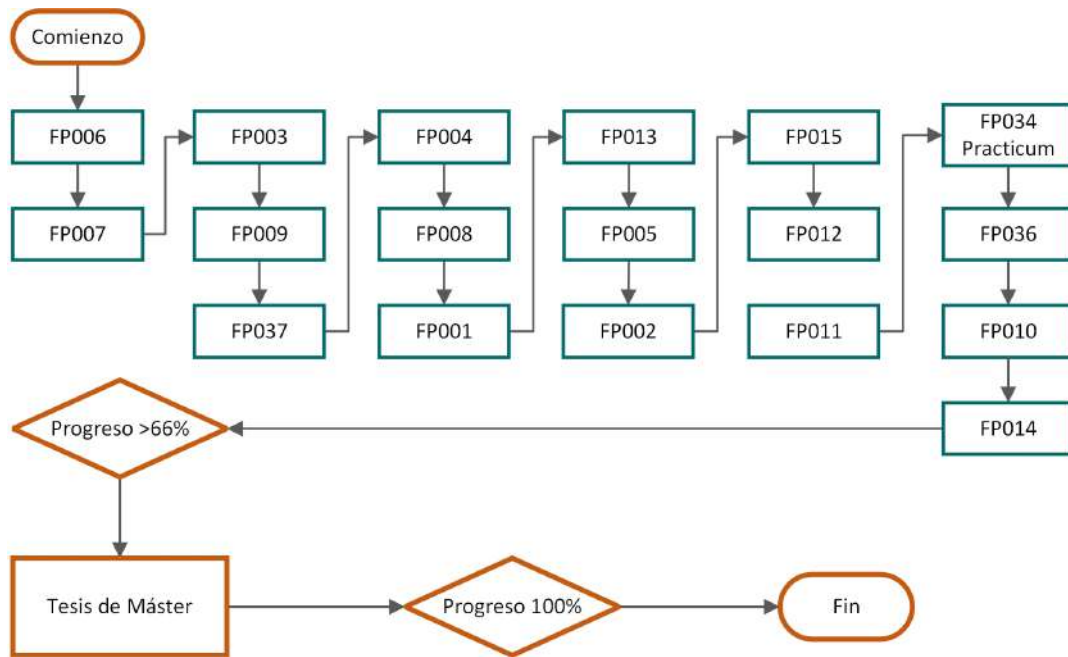 Comienzo
FP006
FP007
FP003
FP009
FP037
FP004
FP008
FP001
FP013
FP005
FP002
FP015
FP012
FP011
FP034
Practicum
FP036
FP010
FP014
Progreso >66%
Tesis de Máster
Progreso 100%
Fin